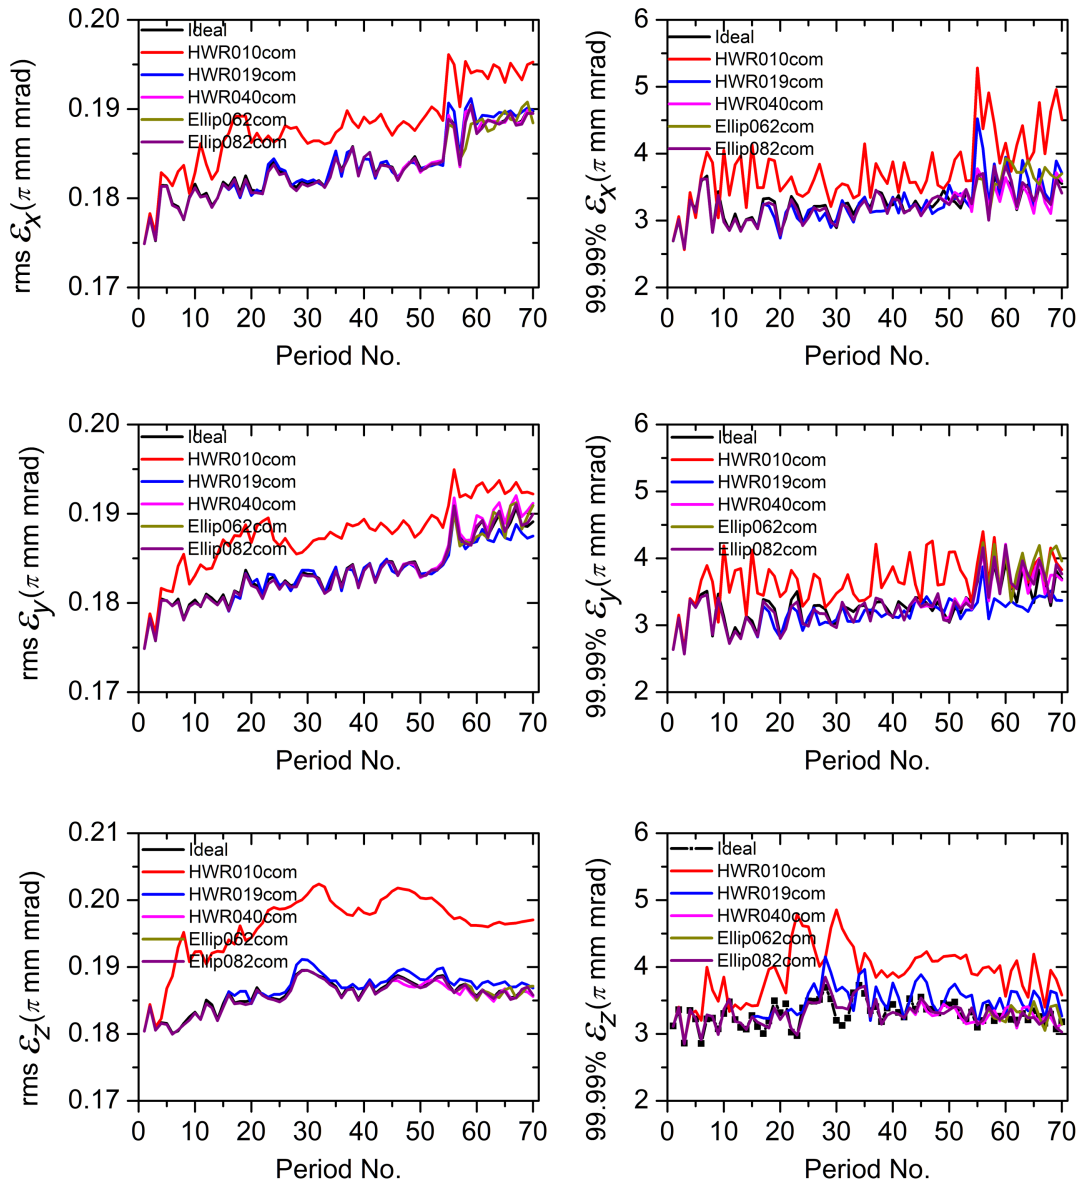 rms εx(π mm mrad)
0.20
0.19
0.18
0.17
Ideal
HWR010com
HWR019com
HWR040com
Ellip062com
Ellip082com
0 10 20 30 40 50 60 70
Period No.
99.99% εx(π mm mrad)
6
5
4
3
2
Ideal
HWR010com
HWR019com
HWR040com
Ellip062com
Ellip082com
0 10 20 30 40 50 60 70
Period No.
rms εy(π mm mrad)
0.20
0.19
0.18
0.17
Ideal
HWR010com
HWR019com
HWR040com
Ellip062com
Ellip082com
0 10 20 30 40 50 60 70
Period No.
99.99% εy(π mm mrad)
6
5
4
3
2
Ideal
HWR010com
HWR019com
HWR040com
Ellip062com
Ellip082com
0 10 20 30 40 50 60 70
Period No.
rms εz(π mm mrad)
0.21
0.20
0.19
0.18
0.17
Ideal
HWR010com
HWR019com
HWR040com
Ellip062com
Ellip082com
0 10 20 30 40 50 60 70
Period No.
99.99% εz(π mm mrad)
6
5
4
3
2
Ideal
HWR010com
HWR019com
HWR040com
Ellip062com
Ellip082com
0 10 20 30 40 50 60 70
Period No.